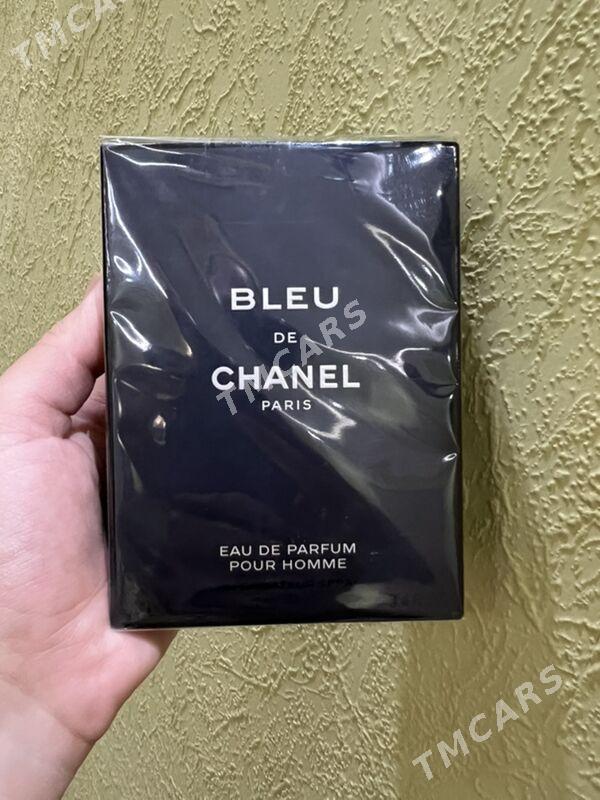 TMCARS
BLEU
DE
CHANEL
PARIS
TMCARS
EAU DE PARFUM
POUR HOMME
TMCARS